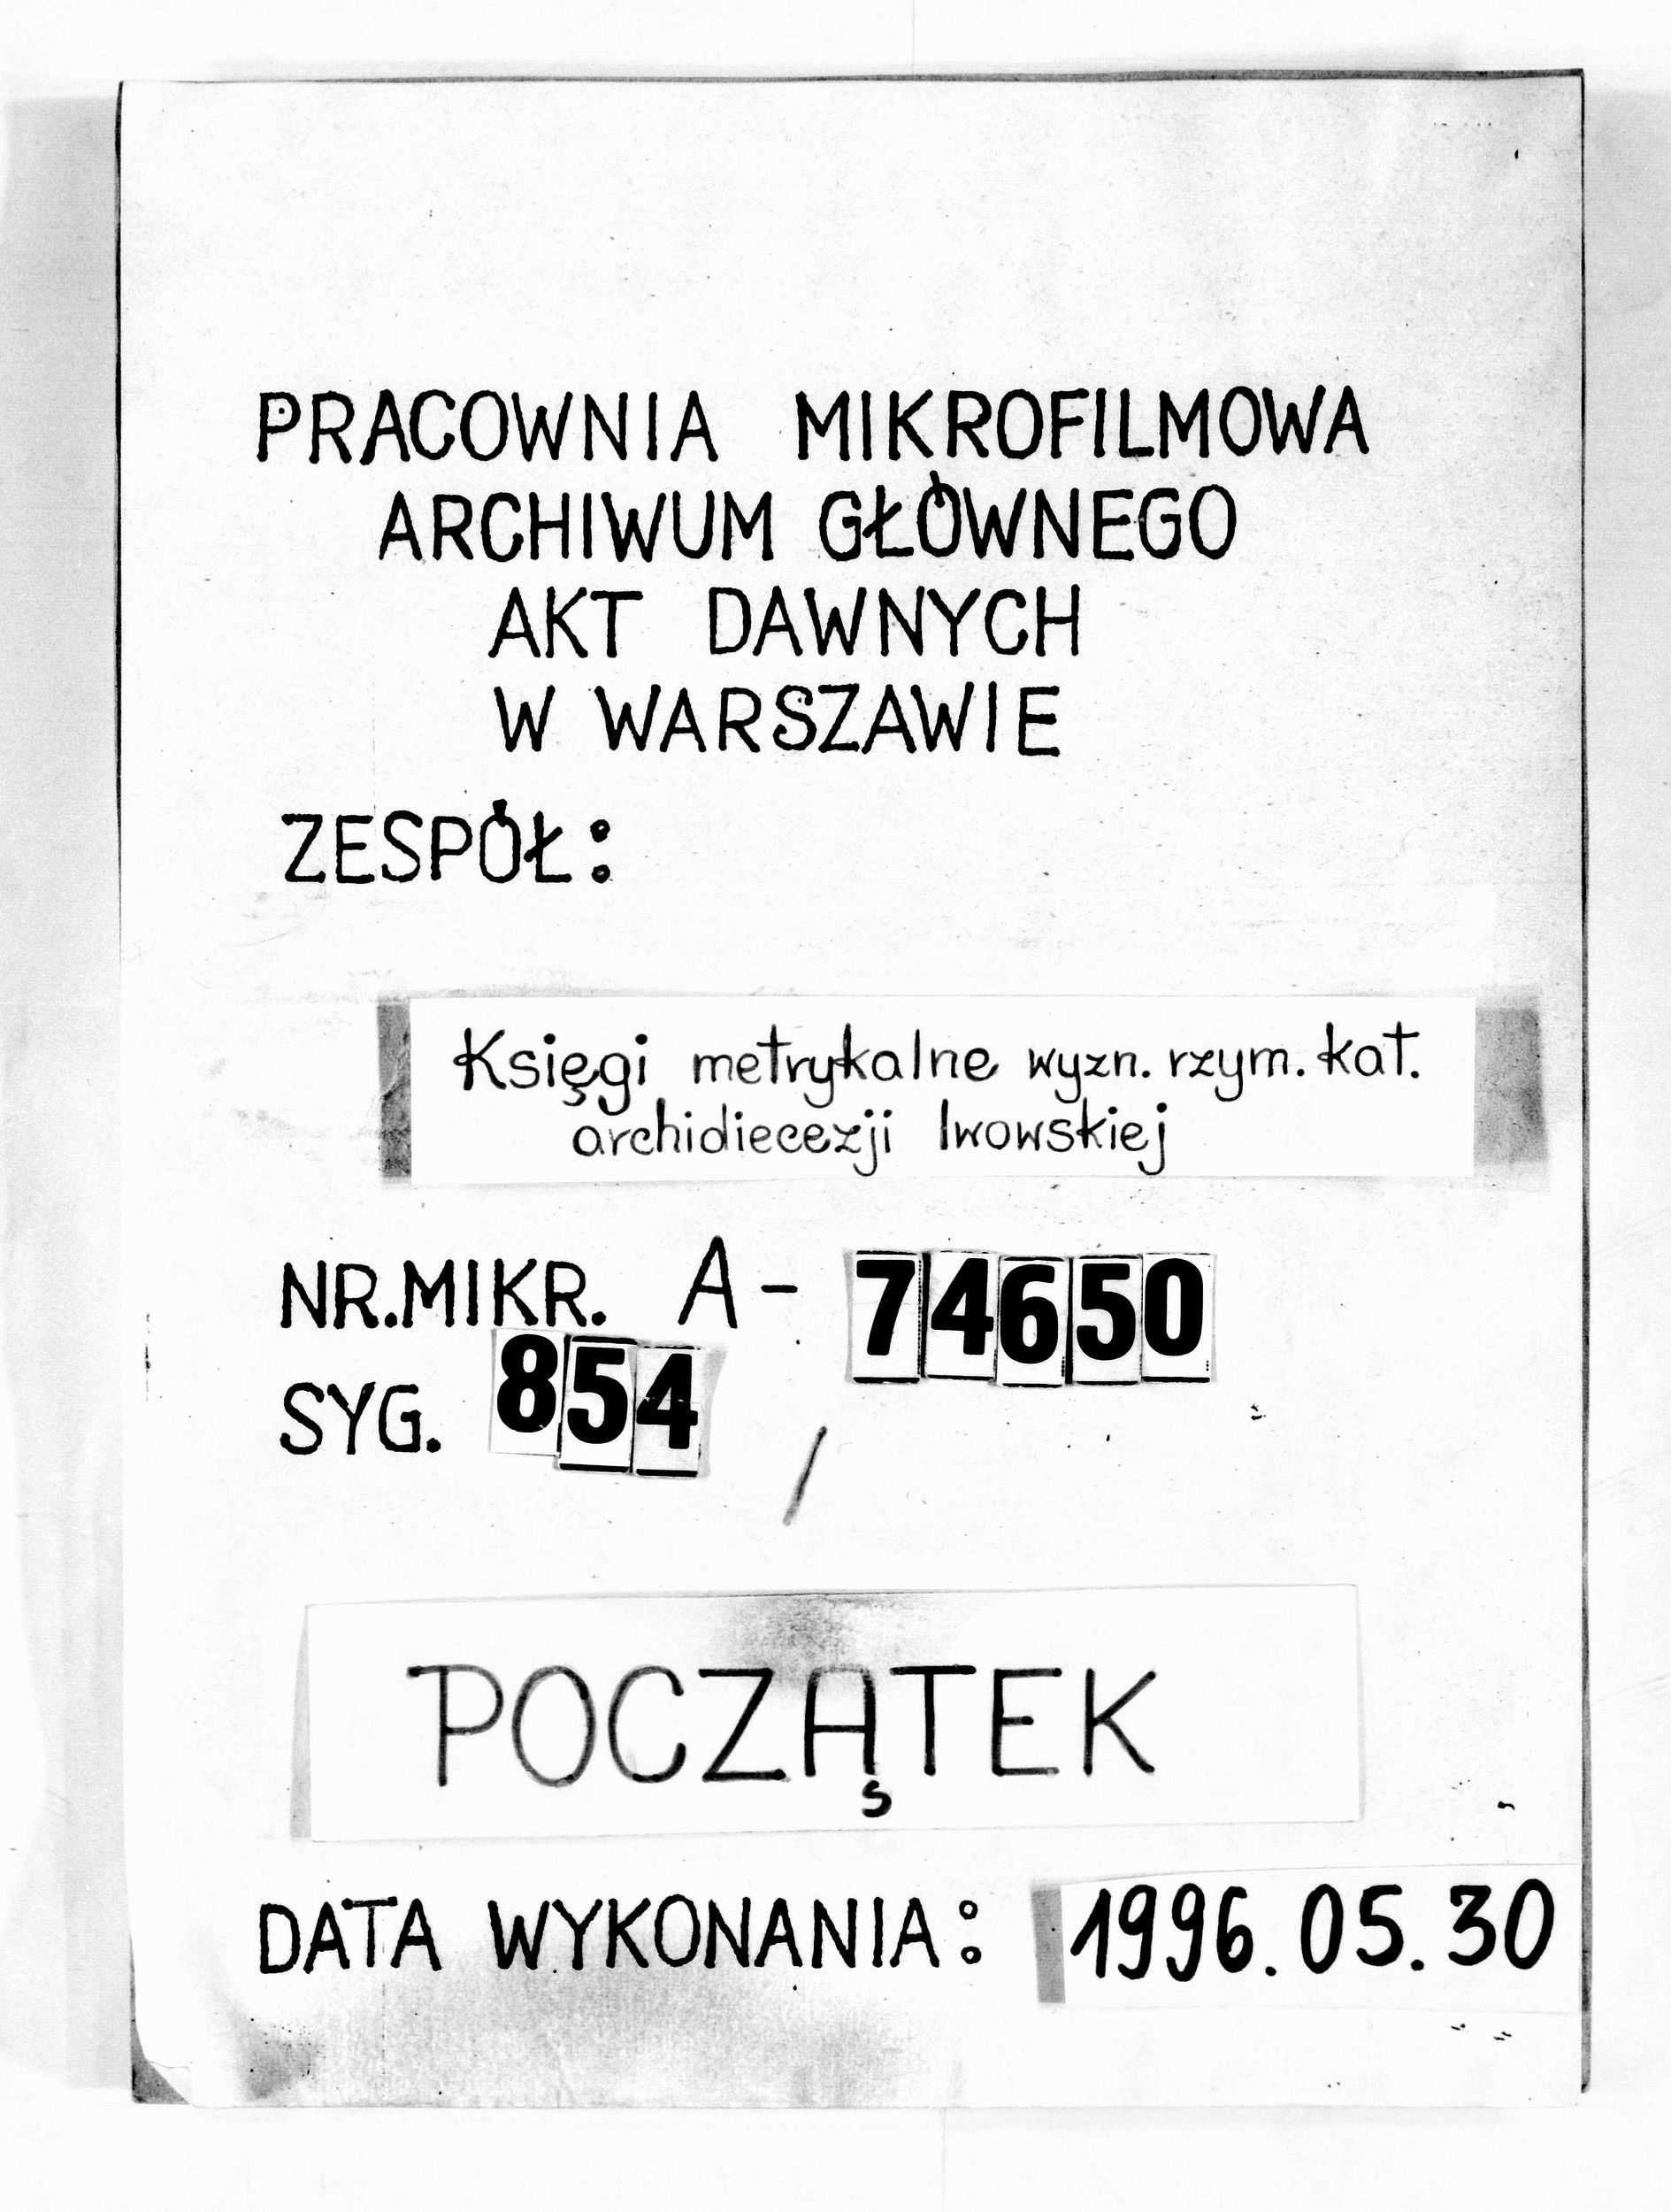 PRACOWNIA MIKROFILMOWA
ARCHIWUM GŁÓWNEGO
AKT DAWNYCH
W WARSZAWIE
ZESPÓŁ:
Księgi metrykalne wyzn. rzym. kat.
archidiecezji lwowskiej
NR.MIKR. A- 74650
SYG. 854 /
POCZĄTEK
DATA WYKONANIA: 1996.05.30